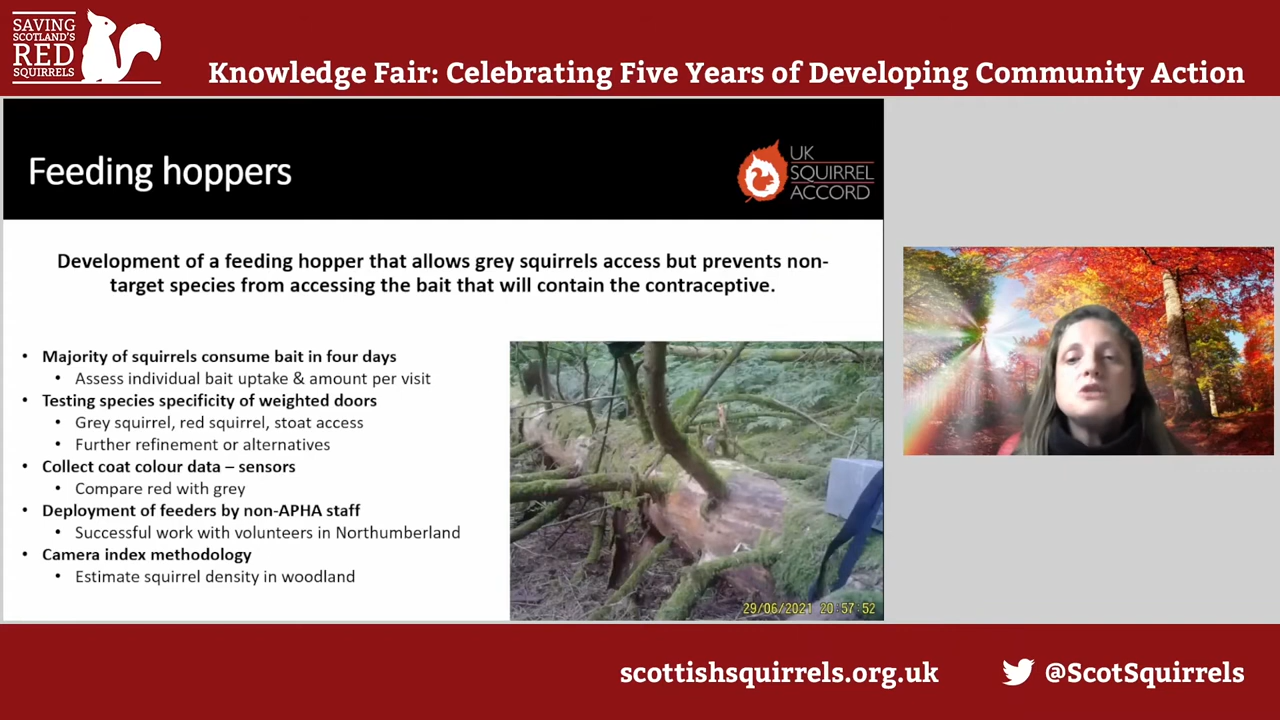 SAVING
SCOTLAND'S
RED
SQUIRRELS
Knowledge Fair: Celebrating Five Years of Developing Community Action
Feeding hoppers
UK
SQUIRREL
ACCORD
Development of a feeding hopper that allows grey squirrels access but prevents non-
target species from accessing the bait that will contain the contraceptive.
• Majority of squirrels consume bait in four days
• Assess individual bait uptake & amount per visit
• Testing species specificity of weighted doors
• Grey squirrel, red squirrel, stoat access
• Further refinement or alternatives
• Collect coat colour data – sensors
• Compare red with grey
• Deployment of feeders by non-APHA staff
• Successful work with volunteers in Northumberland
• Camera index methodology
• Estimate squirrel density in woodland
29/06/2021 20:57:52
scottishsquirrels.org.uk
@ScotSquirrels